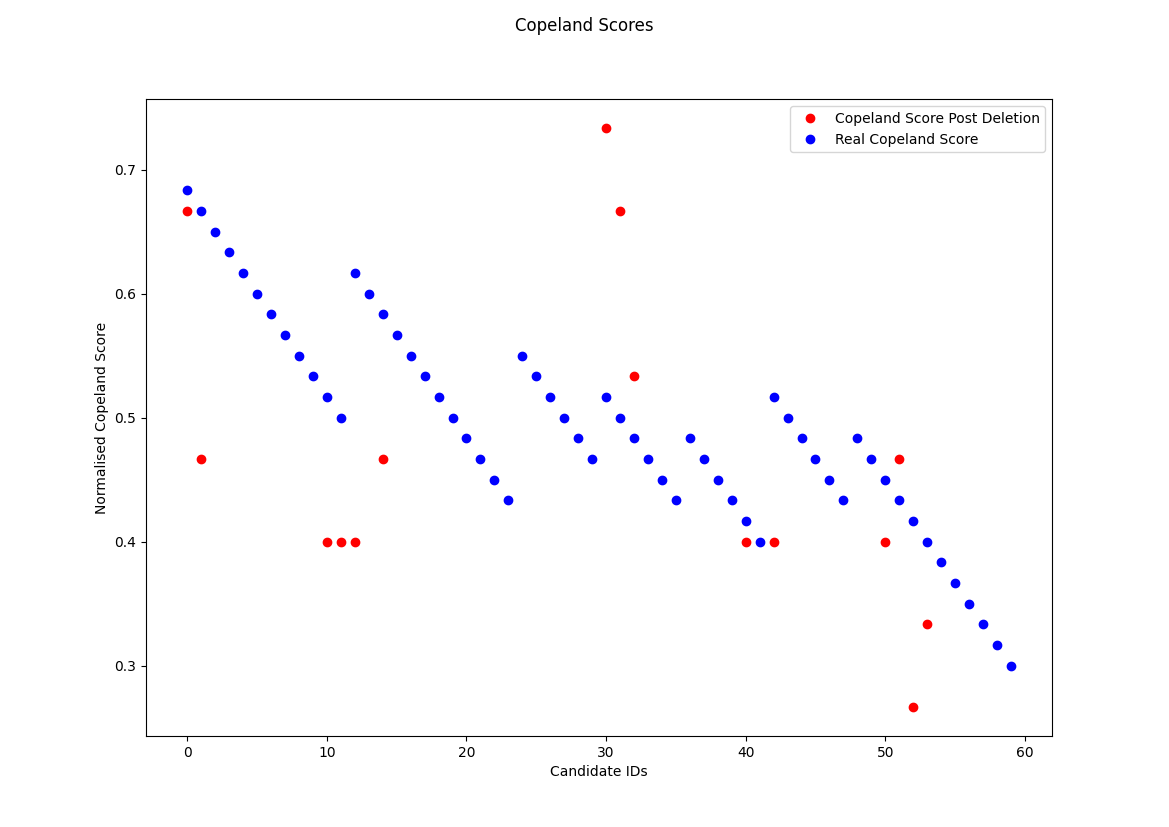 Copeland Scores
Copeland Score Post Deletion
Real Copeland Score
0.7
0.6
0.5
0.4
0.3
Normalised Copeland Score
0 10 20 30 40 50 60
Candidate IDs